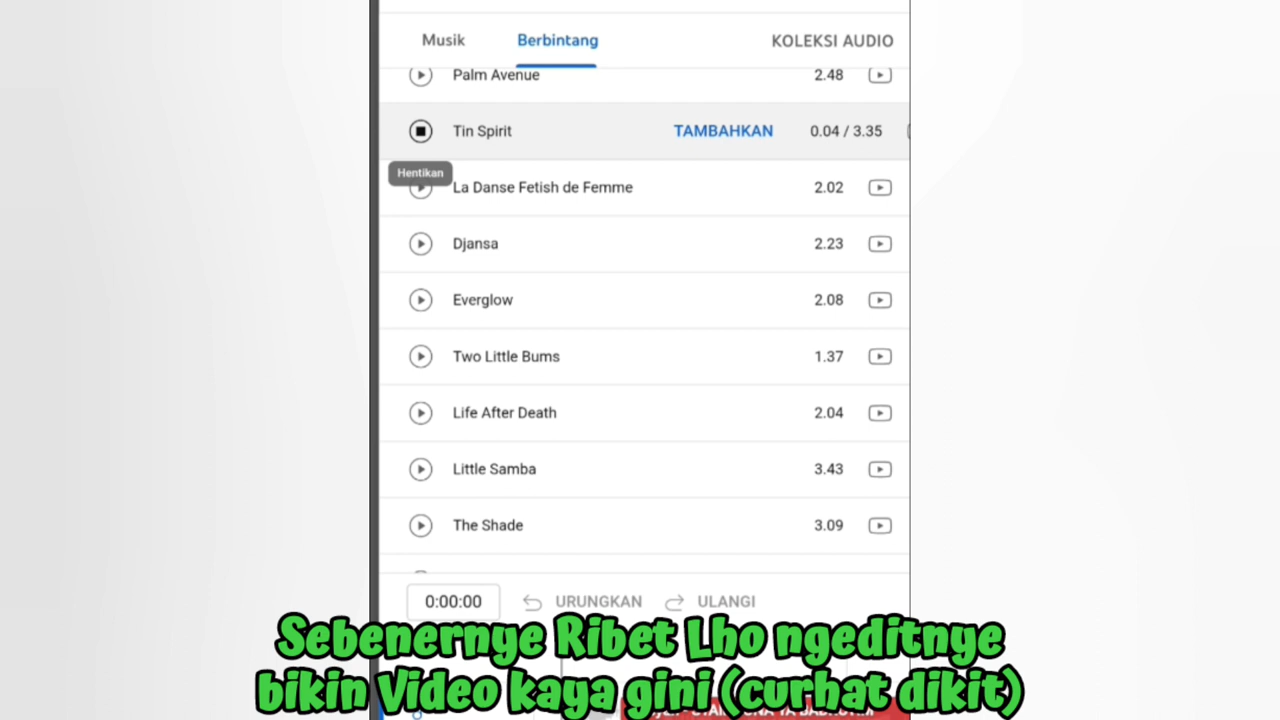 Musik Berbintang KOLEKSI AUDIO
Palm Avenue 2.48
Tin Spirit TAMBAHKAN 0.04 / 3.35
Hentikan
La Danse Fetish de Femme 2.02
Djansa 2.23
Everglow 2.08
Two Little Bums 1.37
Life After Death 2.04
Little Samba 3.43
The Shade 3.09
0:00:00 URUNGKAN ULANGI
Sebenernye Ribet Lho ngeditnye
bikin Video kaya gini (curhat dikit)